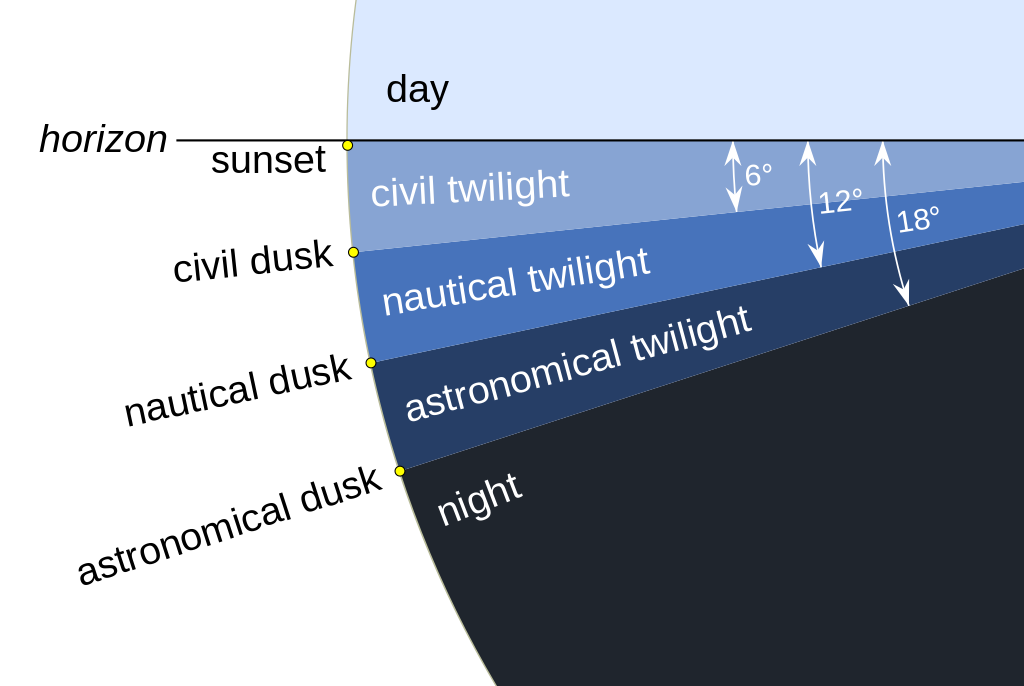 day
horizon
sunset
civil twilight
6°
12°
18°
civil dusk
nautical twilight
nautical dusk
astronomical twilight
astronomical dusk
night